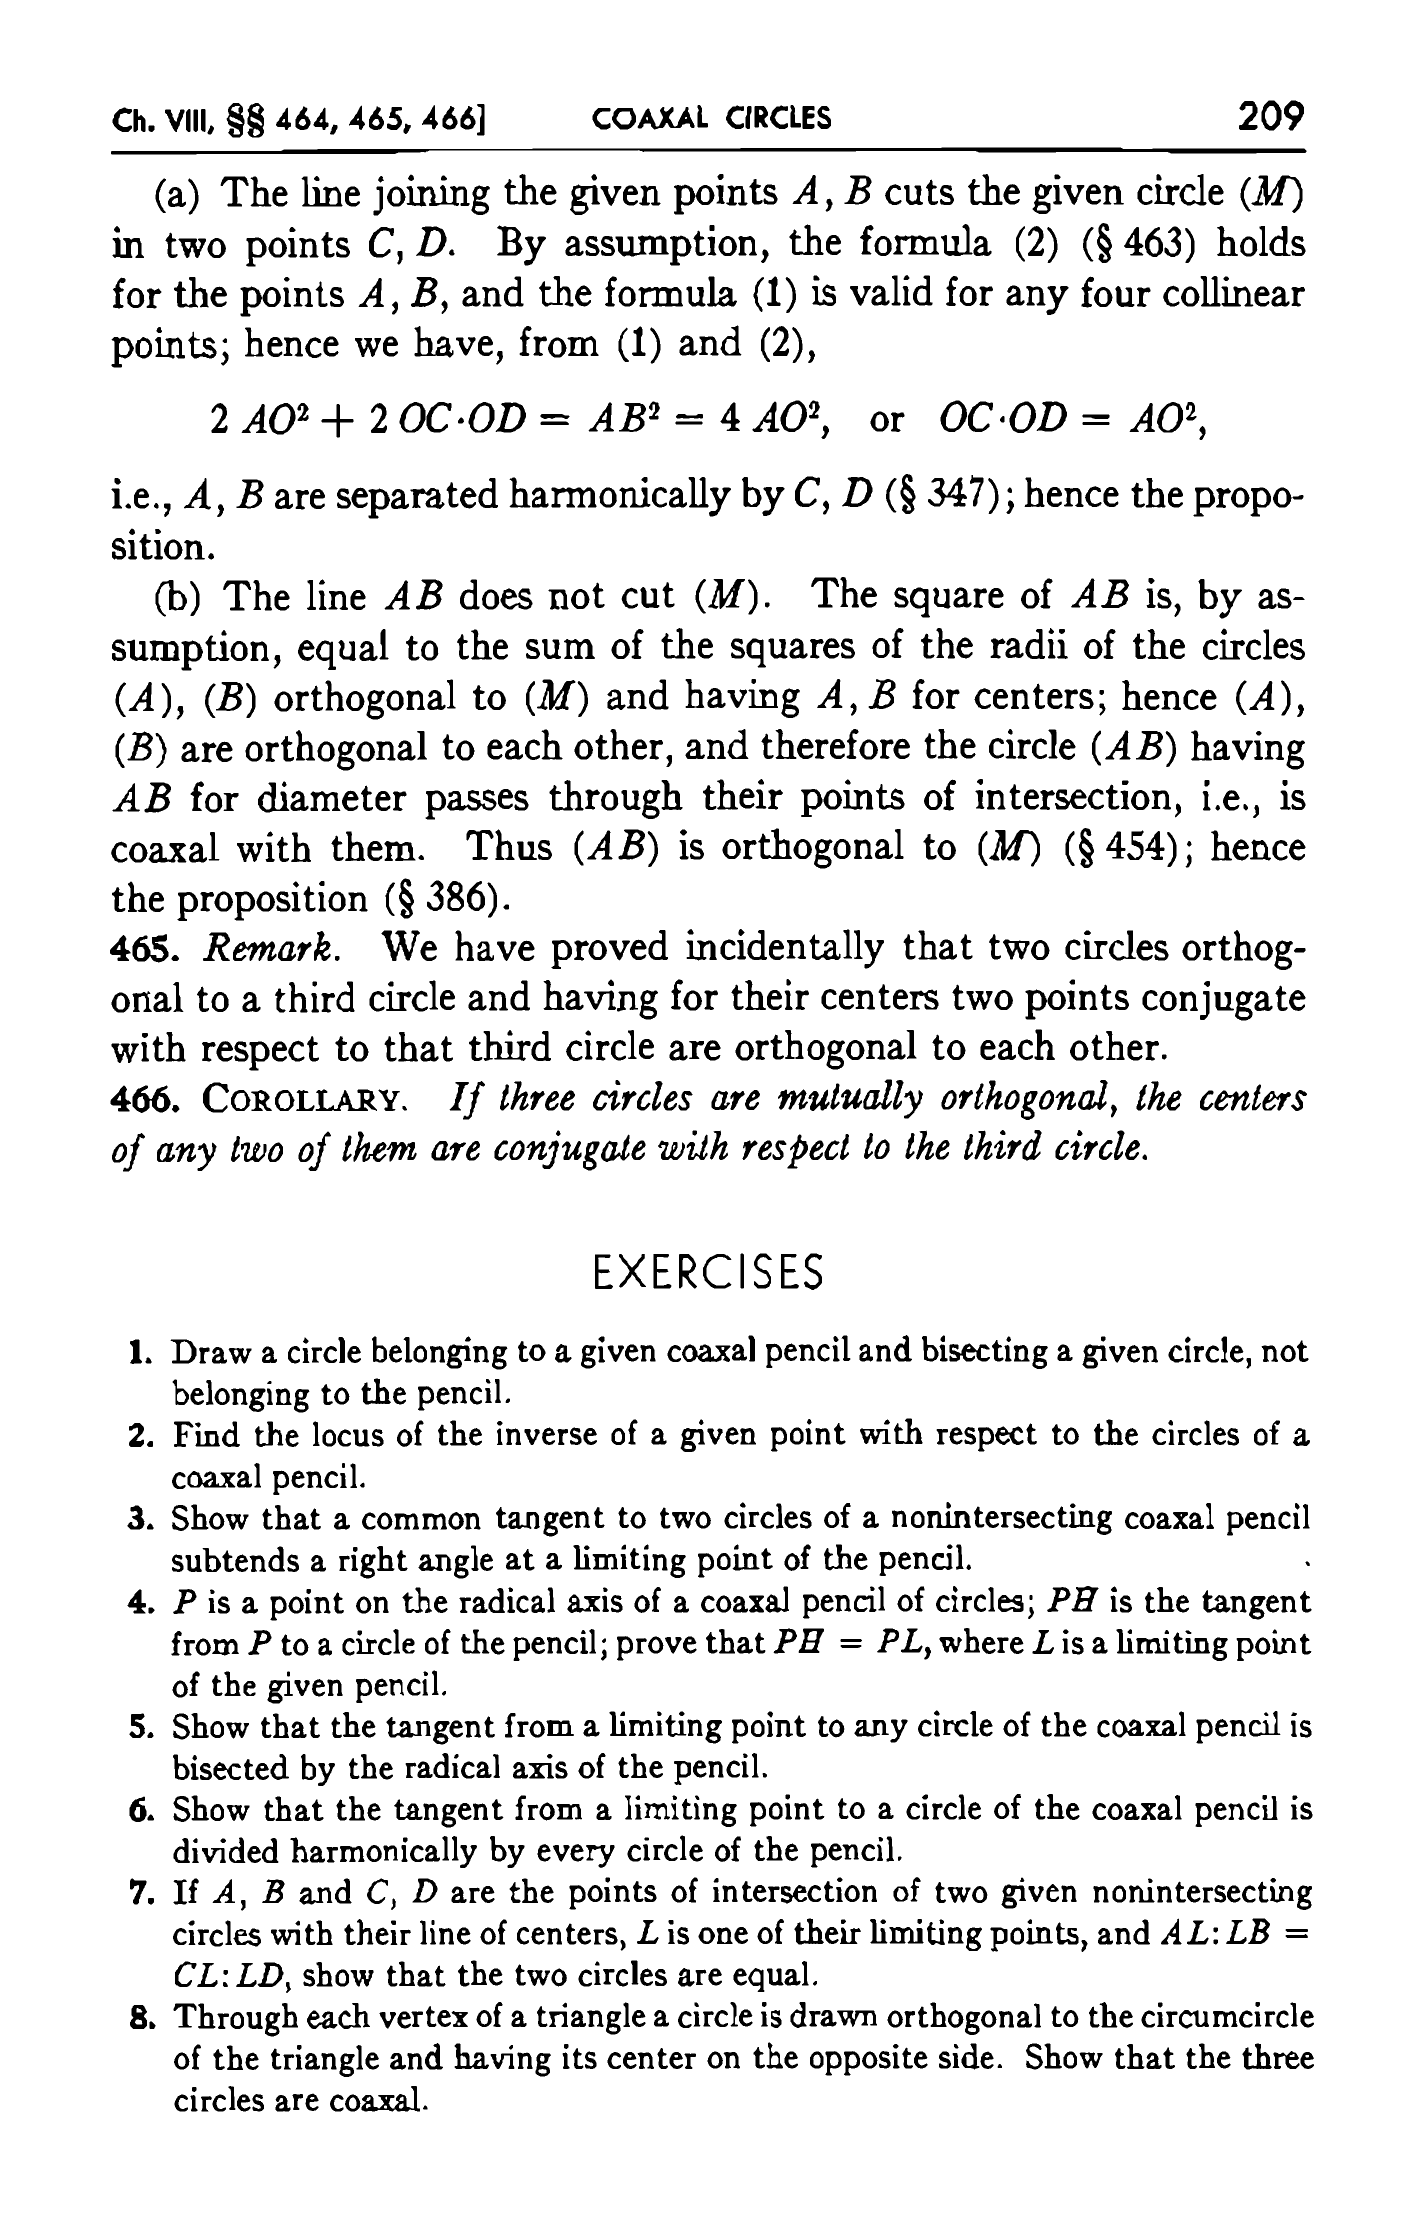 Ch. VIII, §§ 464, 465, 466] COAXAL CIRCLES 209
(a) The line joining the given points A, B cuts the given circle (M)
in two points C, D. By assumption, the formula (2) (§ 463) holds
for the points A, B, and the formula (1) is valid for any four collinear
points; hence we have, from (1) and (2),
2 AO² + 2 OC·OD = AB² = 4 AO², or OC·OD = AO²,
i.e., A, B are separated harmonically by C, D (§ 347); hence the propo-
sition.
(b) The line AB does not cut (M). The square of AB is, by as-
sumption, equal to the sum of the squares of the radii of the circles
(A), (B) orthogonal to (M) and having A, B for centers; hence (A),
(B) are orthogonal to each other, and therefore the circle (AB) having
AB for diameter passes through their points of intersection, i.e., is
coaxal with them. Thus (AB) is orthogonal to (M) (§ 454); hence
the proposition (§ 386).
465. Remark. We have proved incidentally that two circles orthog-
onal to a third circle and having for their centers two points conjugate
with respect to that third circle are orthogonal to each other.
466. COROLLARY. If three circles are mutually orthogonal, the centers
of any two of them are conjugate with respect to the third circle.
EXERCISES
1. Draw a circle belonging to a given coaxal pencil and bisecting a given circle, not
belonging to the pencil.
2. Find the locus of the inverse of a given point with respect to the circles of a
coaxal pencil.
3. Show that a common tangent to two circles of a nonintersecting coaxal pencil
subtends a right angle at a limiting point of the pencil.
4. P is a point on the radical axis of a coaxal pencil of circles; PH is the tangent
from P to a circle of the pencil; prove that PH = PL, where L is a limiting point
of the given pencil.
5. Show that the tangent from a limiting point to any circle of the coaxal pencil is
bisected by the radical axis of the pencil.
6. Show that the tangent from a limiting point to a circle of the coaxal pencil is
divided harmonically by every circle of the pencil.
7. If A, B and C, D are the points of intersection of two given nonintersecting
circles with their line of centers, L is one of their limiting points, and AL:LB =
CL:LD, show that the two circles are equal.
8. Through each vertex of a triangle a circle is drawn orthogonal to the circumcircle
of the triangle and having its center on the opposite side. Show that the three
circles are coaxal.